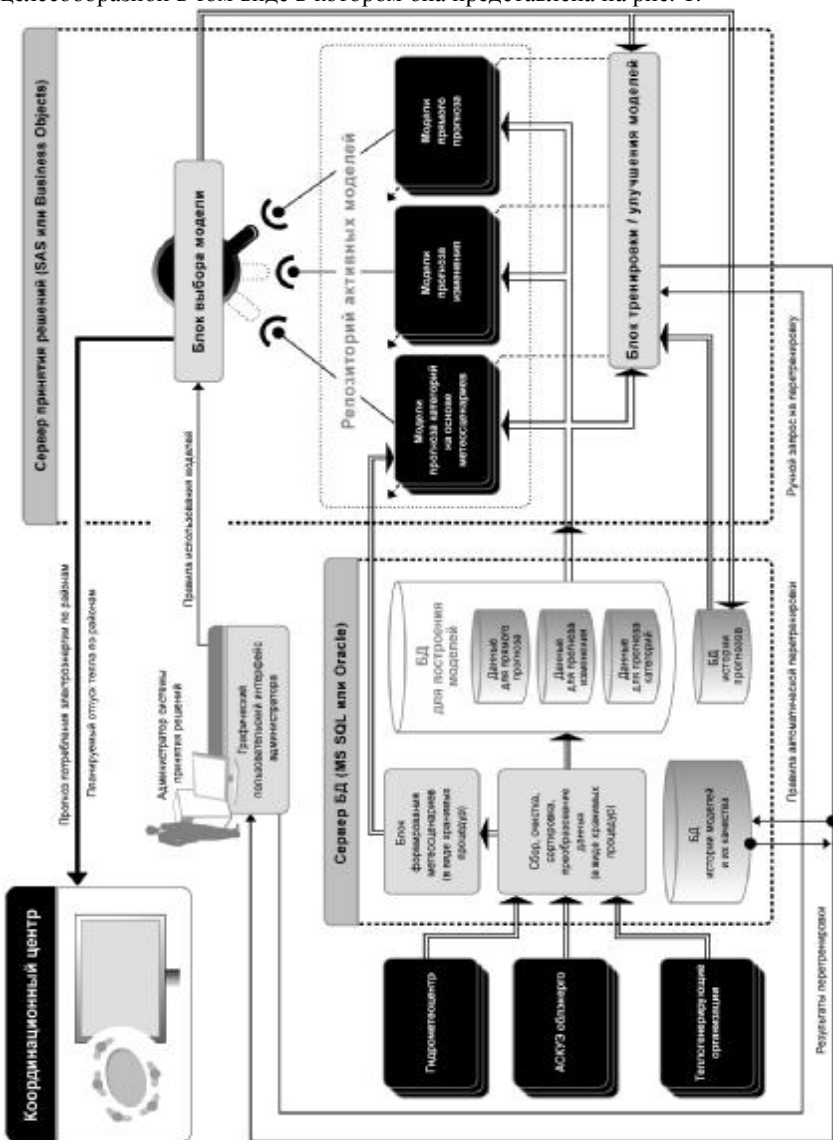 целесообразной в том виде в котором она представлена на рис. 1.
Координационный центр
Прогноз потребления электроэнергии по районам
Планируемый отпуск тепла по районам
Администратор системы
принятия решений
Графический
пользовательский интерфейс
администратора
Правила использования моделей
Сервер принятия решений (SAS или Business Objects)
Блок выбора модели
Репозиторий активных моделей
Модели
прогноза категорий
на основе
метеосценариев
Модели
прогноза
изменения
Модели
прямого
прогноза
Блок тренировки / улучшения моделей
Сервер БД (MS SQL или Oracle)
Блок
формирования
метеосценариев
(в виде хранимых
процедур)
Сбор, очистка,
сортировка,
преобразование
данных
(в виде хранимых
процедур)
БД
для построения
моделей
Данные
для прямого
прогноза
Данные
для прогноза
изменения
Данные
для прогноза
категорий
БД
истории моделей
и их качества
БД
истории
прогнозов
Гидрометеоцентр
АСКУЭ облэнерго
Теплогенерирующие
организации
Ручной запрос на перетренировку
Правила автоматической перетренировки
Результаты перетренировки